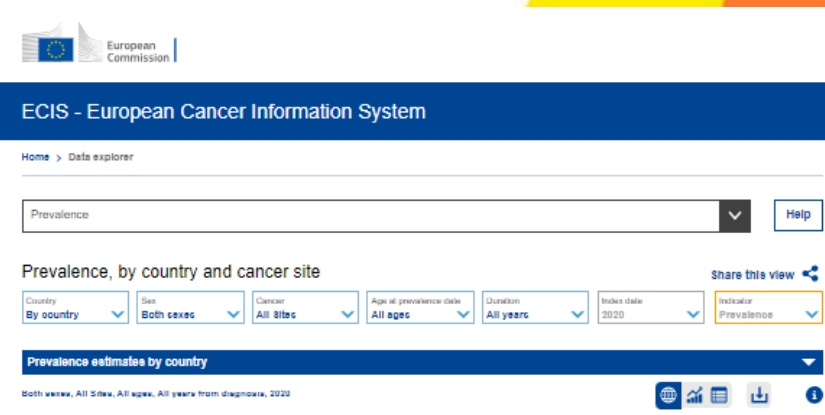 European
Commission
ECIS - European Cancer Information System
Home > Data explorer
Prevalence
Help
Prevalence, by country and cancer site
Share this view
Country
By country
Sex
Both sexes
Cancer
All Sites
Age at prevalence date
All ages
Duration
All years
Index date
2020
Indicator
Prevalence
Prevalence estimates by country
Both sexes, All Sites, All ages, All years from diagnosis, 2020